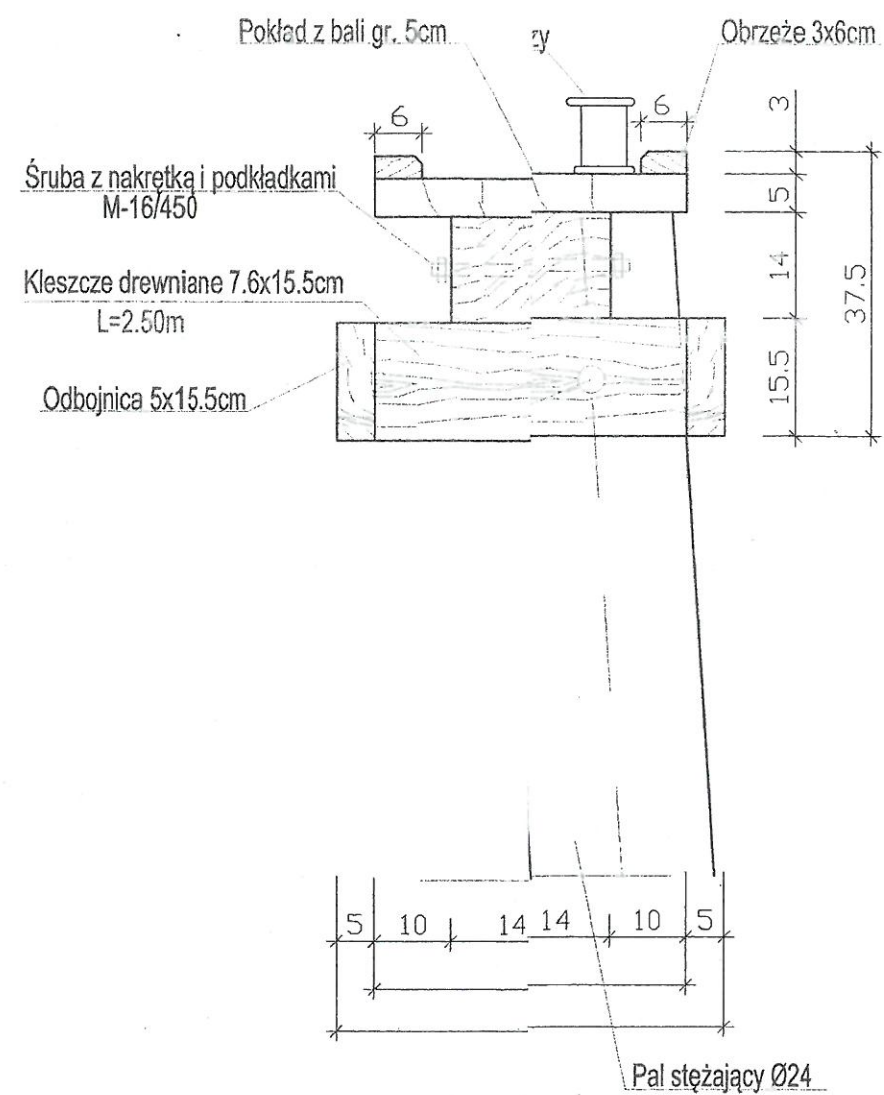 Pokład z bali gr. 5cm
zy
Obrzeże 3x6cm
6
6
3
Śruba z nakrętką i podkładkami
M-16/450
5
14
37.5
Kleszcze drewniane 7.6x15.5cm
L=2.50m
15.5
Odbojnica 5x15.5cm
5 10 14 14 10 5
Pal stężający Ø24